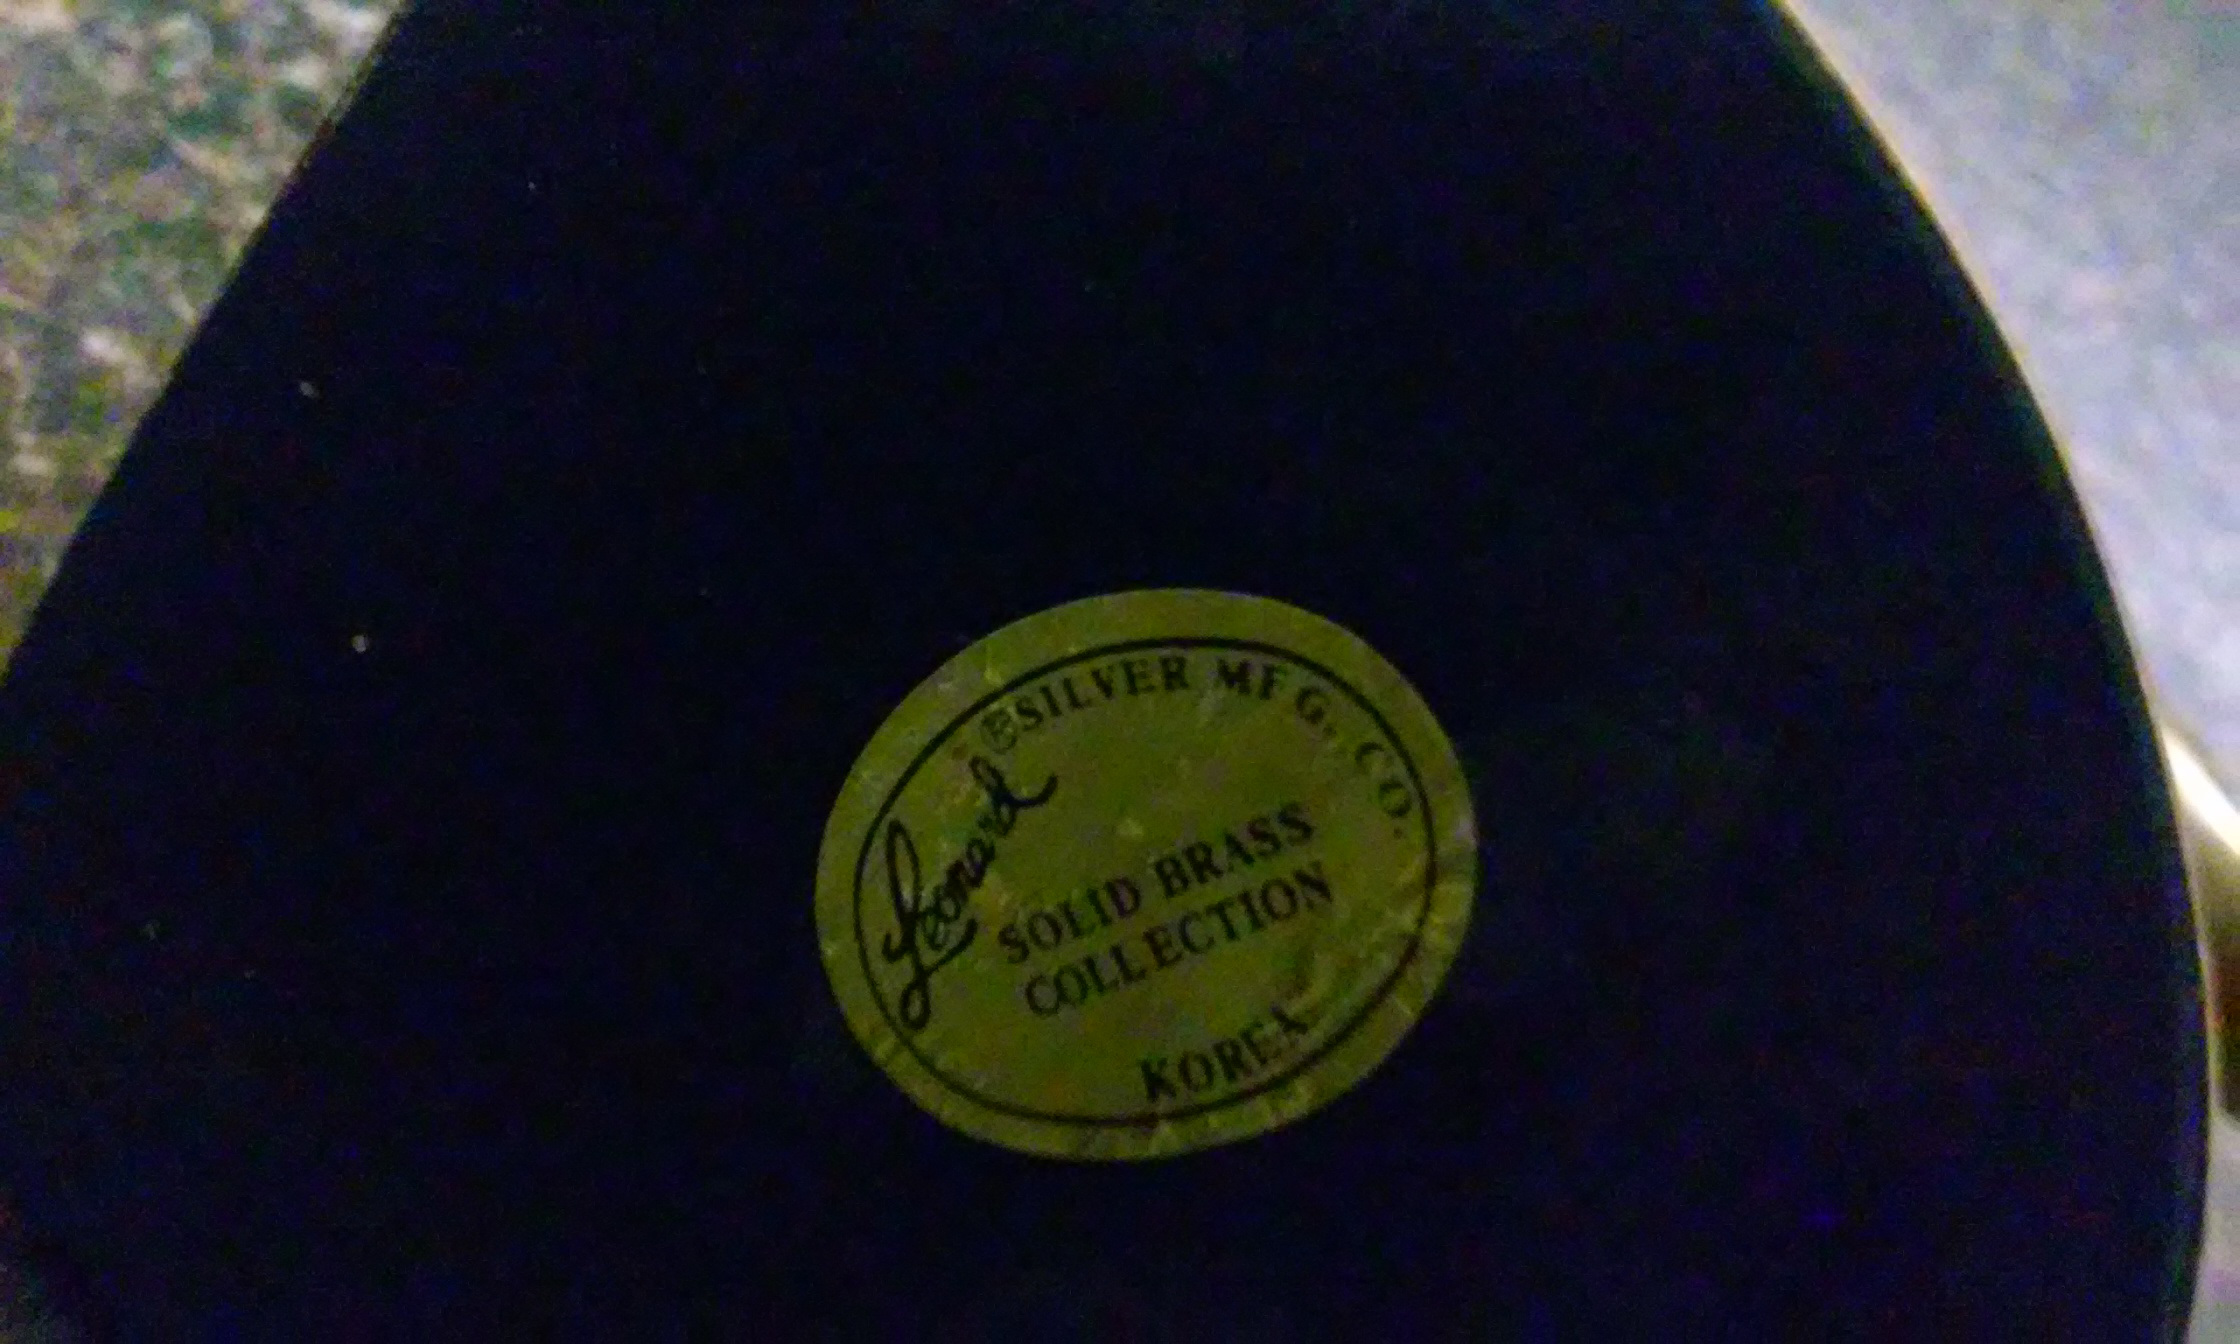 Leonard® SILVER MFG., CO.
SOLID BRASS
COLLECTION
KOREA